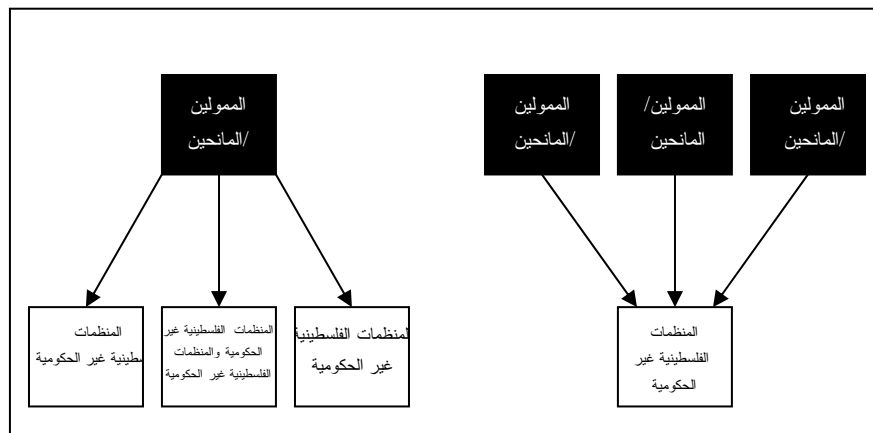 الممولين
المانحين/
الممولين/
المانحين
الممولين
المانحين/
الممولين
المانحين/
المنظمات
الفلسطينية غير
الحكومية
لمنظمات الفلسطينية
غير الحكومية
المنظمات الفلسطينية غير
الحكومية والمنظمات
الفلسطينية غير الحكومية
المنظمات
غير الحكومية